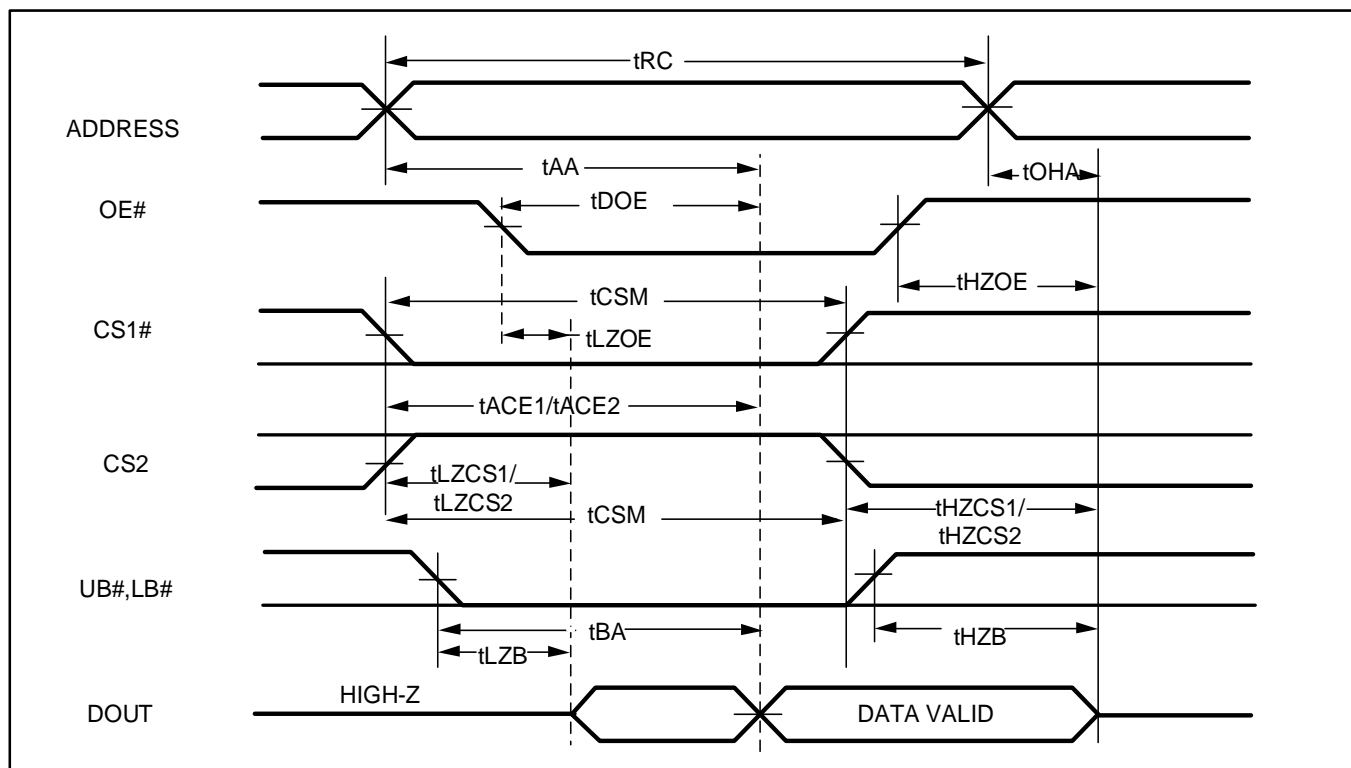 tRC
ADDRESS
tAA
tOHA
OE#
tDOE
tHZOE
tCSM
CS1#
tLZOE
tACE1/tACE2
CS2
tLZCS1/
tLZCS2
tCSM
tHZCS1/
tHZCS2
UB#,LB#
tBA
tHZB
tLZB
HIGH-Z
DOUT
DATA VALID